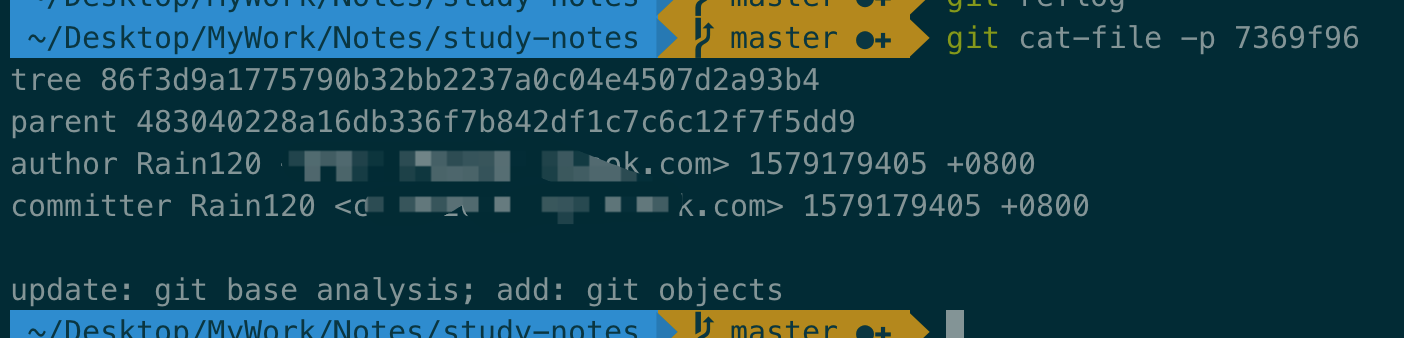 ~/Desktop/MyWork/Notes/study-notes master ●+ git reflog
~/Desktop/MyWork/Notes/study-notes master ●+ git cat-file -p 7369f96
tree 86f3d9a1775790b32bb2237a0c04e4507d2a93b4
parent 483040228a16db336f7b842df1c7c6c12f7f5dd9
author Rain120 ok.com> 1579179405 +0800
committer Rain120 <c k.com> 1579179405 +0800
update: git base analysis; add: git objects
~/Desktop/MyWork/Notes/study-notes master ●+